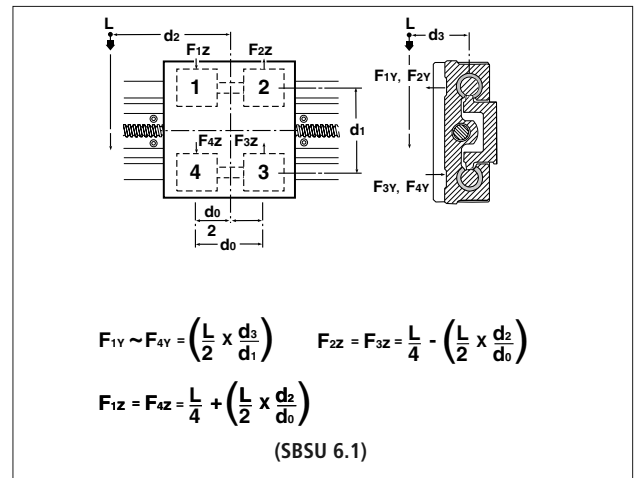 L
d2
F1Z
F2Z
1
2
d1
F4Z
F3Z
4
3
d0
2
d0
L
d3
F1Y, F2Y
F3Y, F4Y
F1Y ~ F4Y = (L/2 x d3/d1)
F2Z = F3Z = L/4 - (L/2 x d2/d0)
F1Z = F4Z = L/4 + (L/2 x d2/d0)
(SBSU 6.1)